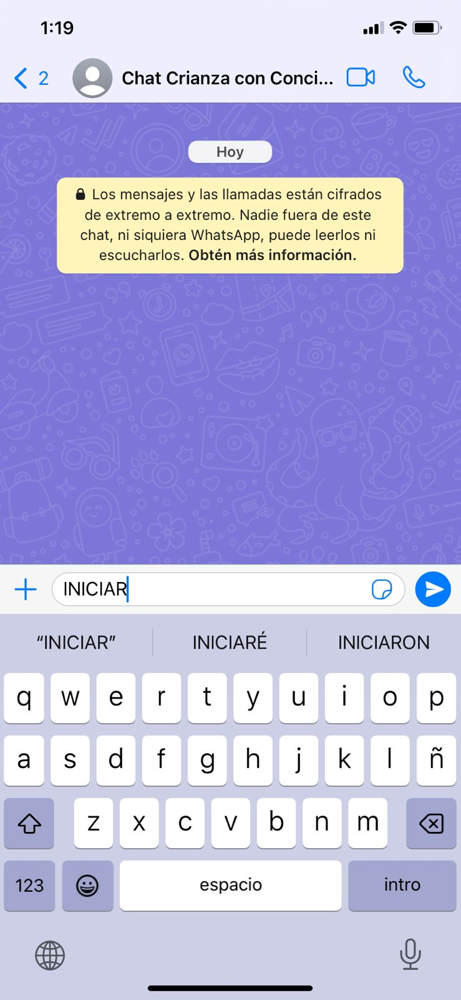 1:19
2
Chat Crianza con Conci...
Hoy
Los mensajes y las llamadas están cifrados
de extremo a extremo. Nadie fuera de este
chat, ni siquiera WhatsApp, puede leerlos ni
escucharlos. Obtén más información.
INICIAR
“INICIAR” INICIARÉ INICIARON
q w e r t y u i o p
a s d f g h j k l ñ
z x c v b n m
123 espacio intro